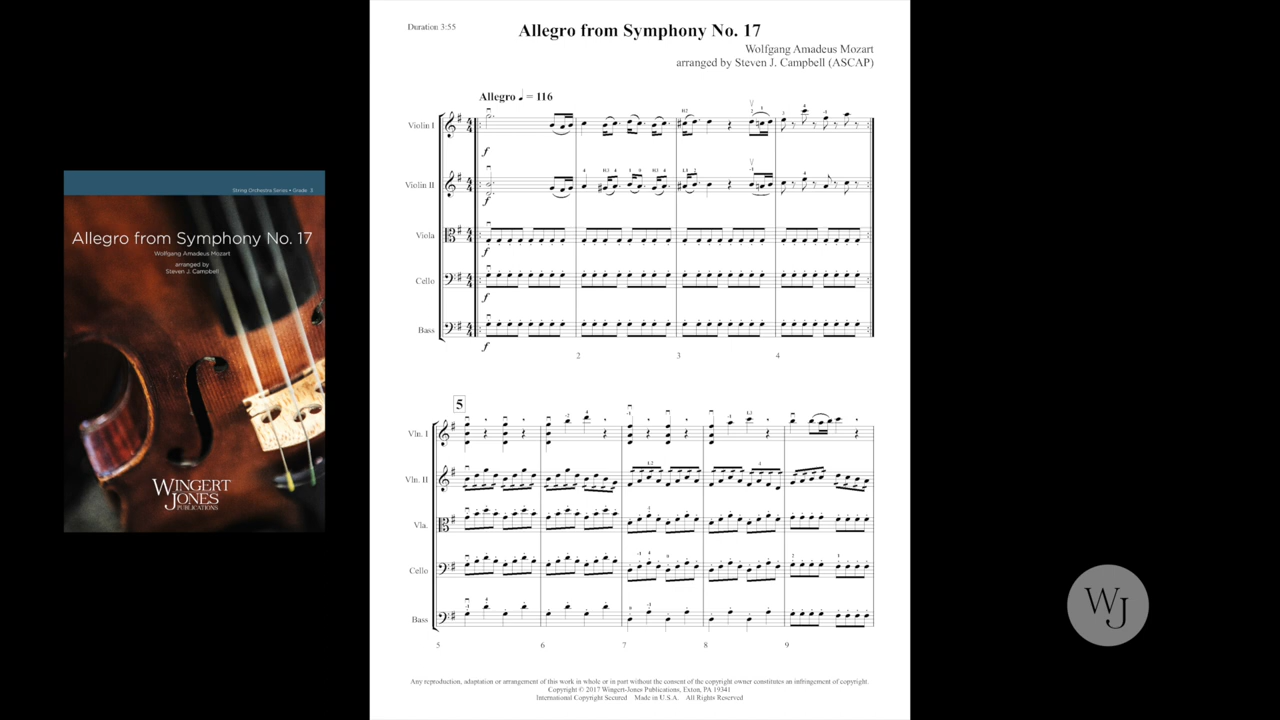 String Orchestra Series • Grade 3
Allegro from Symphony No. 17
Wolfgang Amadeus Mozart
arranged by
Steven J. Campbell
WINGERT
JONES
PUBLICATIONS
Duration 3:55
Allegro from Symphony No. 17
Wolfgang Amadeus Mozart
arranged by Steven J. Campbell (ASCAP)
Allegro ♩ = 116
Violin I
f
Violin II
f
Viola
f
Cello
f
Bass
f
2 3 4
5
Vln. I
Vln. II
Vla.
Cello
Bass
5 6 7 8 9
Any reproduction, adaptation or arrangement of this work in whole or in part without the consent of the copyright owner constitutes an infringement of copyright.
Copyright © 2017 Wingert-Jones Publications, Exton, PA 19341
International Copyright Secured Made in U.S.A. All Rights Reserved
WJ